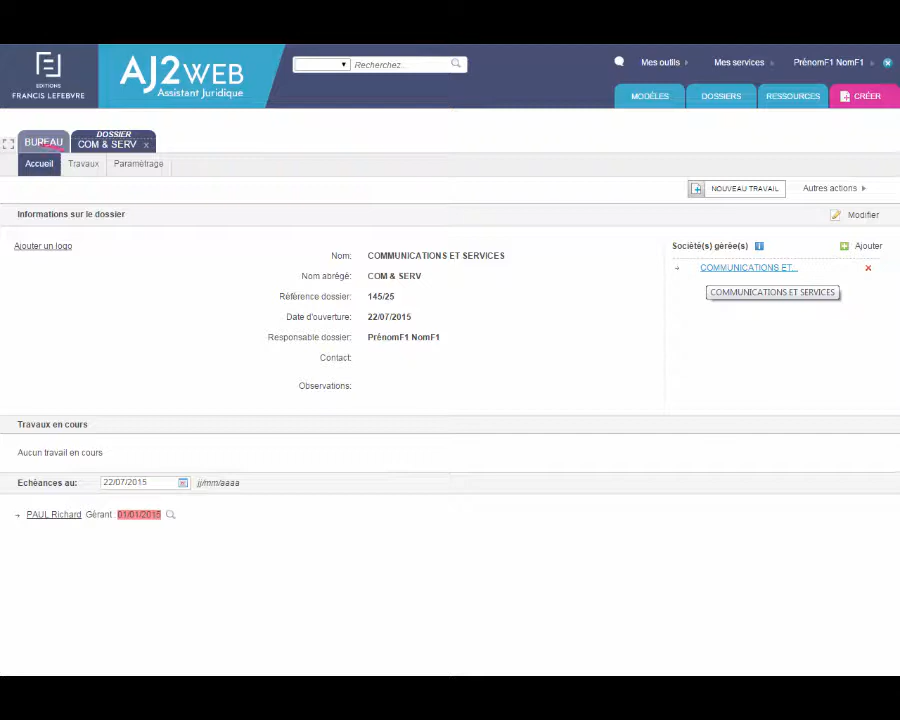 EDITIONS
FRANCIS LEFEBVRE
AJ2WEB
Assistant Juridique
Recherchez...
Mes outils
Mes services
PrénomF1 NomF1
MODÈLES
DOSSIERS
RESSOURCES
CRÉER
BUREAU
DOSSIER
COM & SERV x
Accueil
Travaux
Paramétrage
NOUVEAU TRAVAIL
Autres actions
Informations sur le dossier
Modifier
Ajouter un logo
Nom: COMMUNICATIONS ET SERVICES
Nom abrégé: COM & SERV
Référence dossier: 145/25
Date d'ouverture: 22/07/2015
Responsable dossier: PrénomF1 NomF1
Contact:
Observations:
Société(s) gérée(s)
Ajouter
COMMUNICATIONS ET...
COMMUNICATIONS ET SERVICES
Travaux en cours
Aucun travail en cours
Echéances au: 22/07/2015 jj/mm/aaaa
PAUL Richard Gérant 01/01/2015